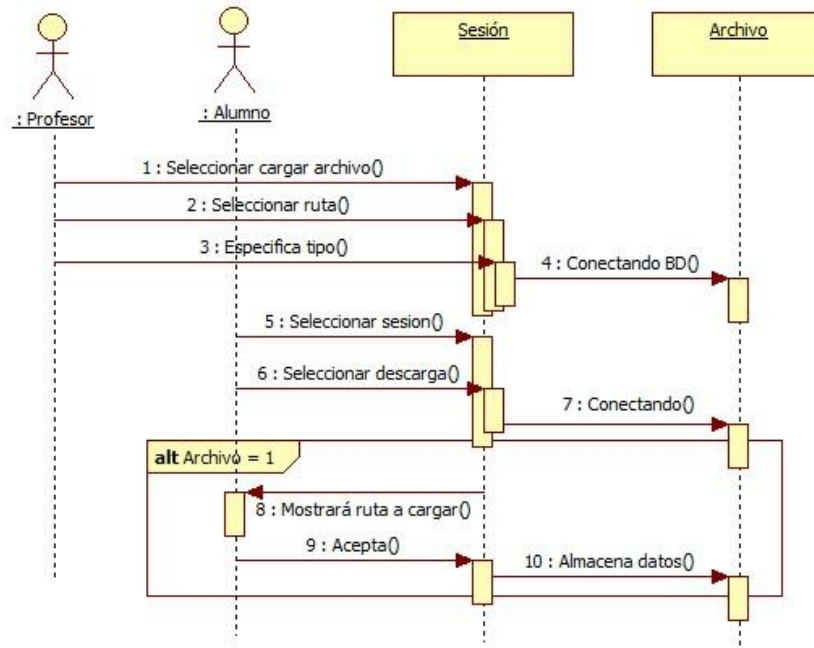 : Profesor
: Alumno
Sesión
Archivo
1 : Seleccionar cargar archivo()
2 : Seleccionar ruta()
3 : Especifica tipo()
4 : Conectando BD()
5 : Seleccionar sesion()
6 : Seleccionar descarga()
7 : Conectando()
alt Archivo = 1
8 : Mostrará ruta a cargar()
9 : Acepta()
10 : Almacena datos()